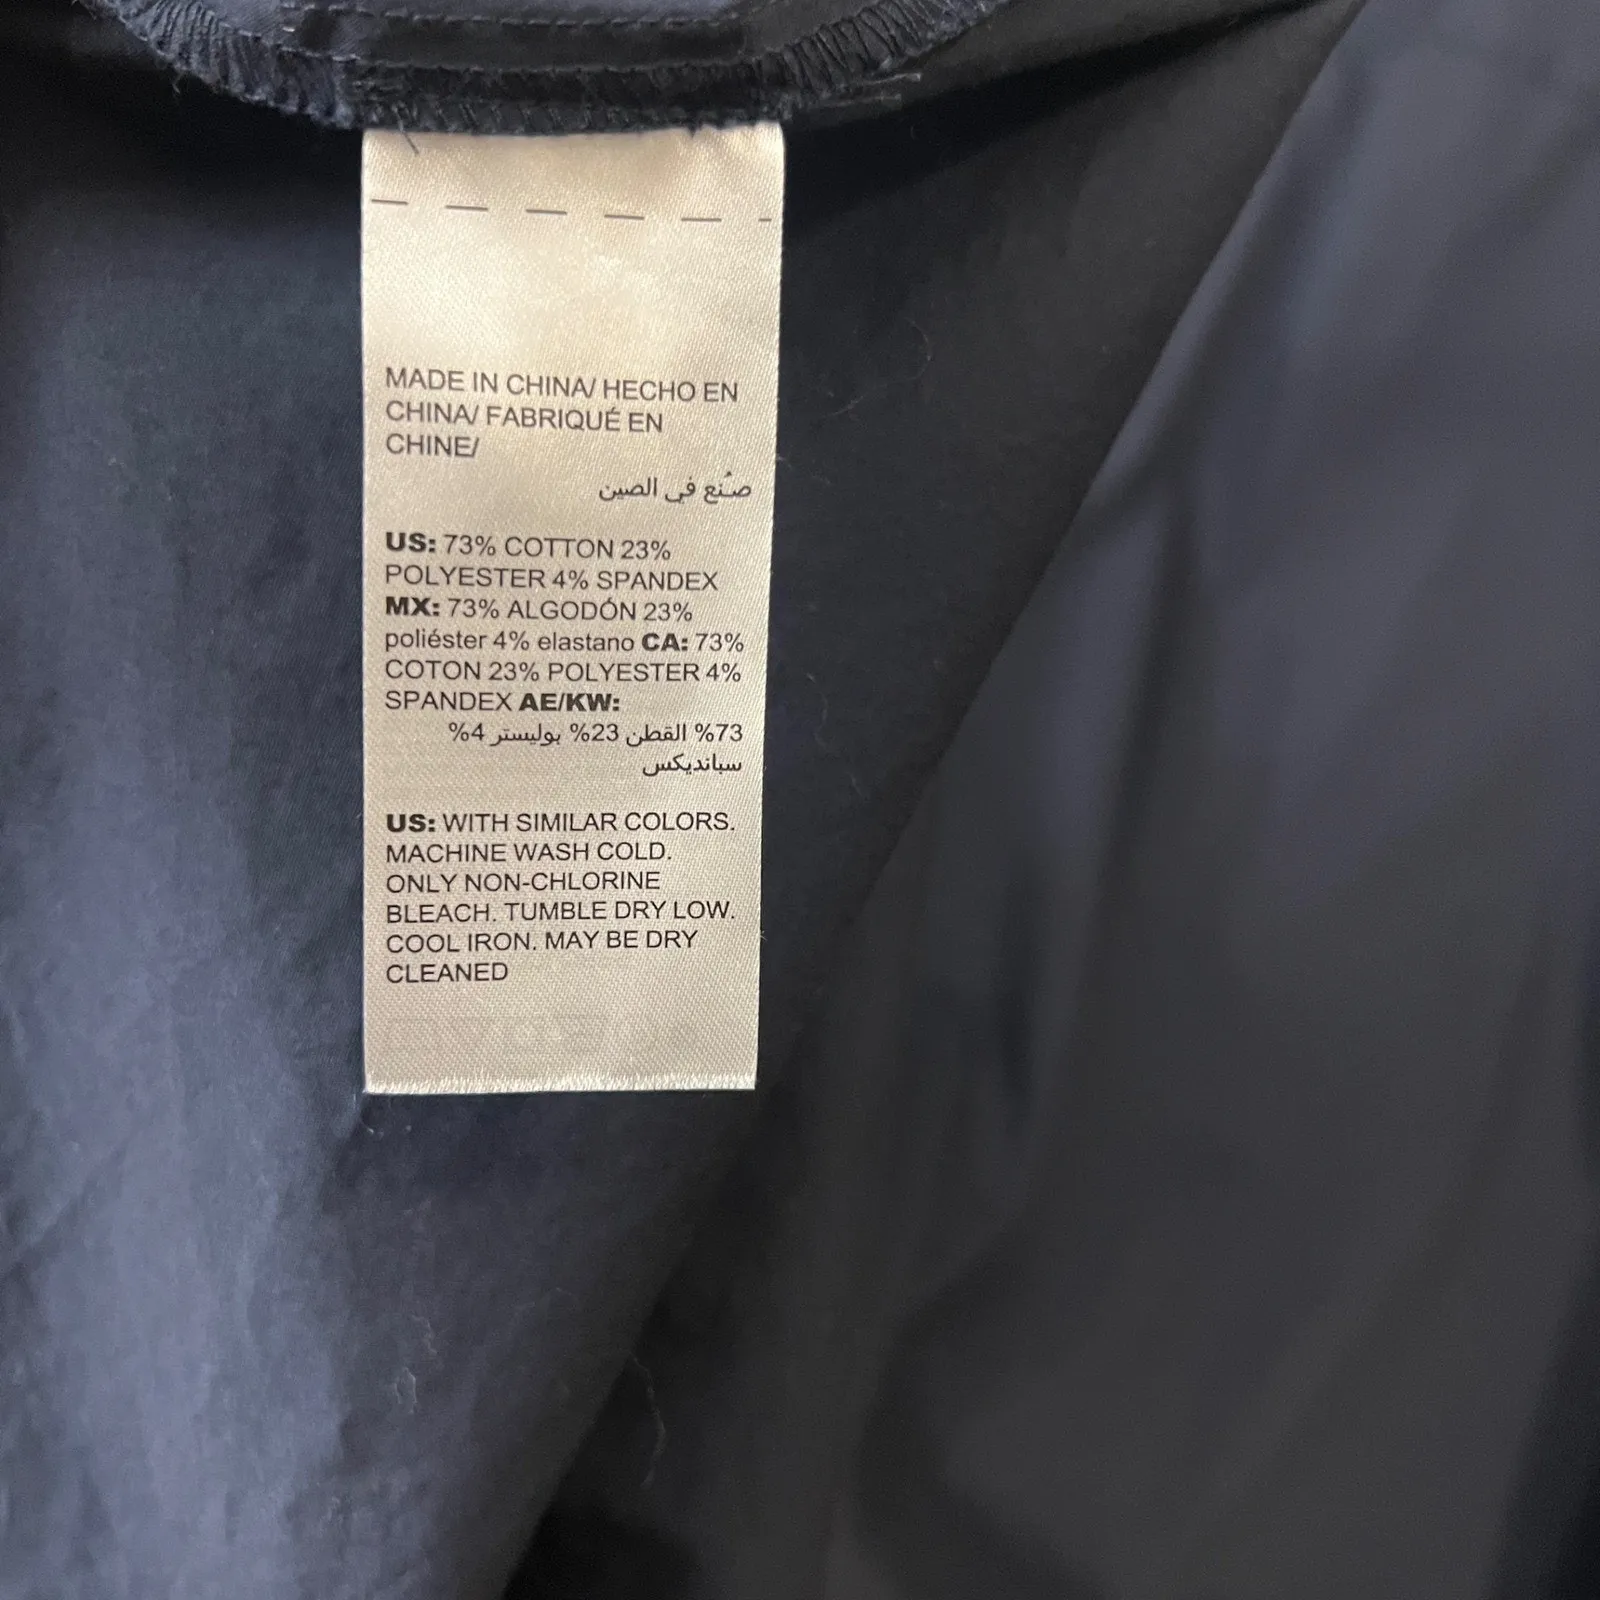 MADE IN CHINA/ HECHO EN
CHINA/ FABRIQUÉ EN
CHINE/
صُنع في الصين
US: 73% COTTON 23%
POLYESTER 4% SPANDEX
MX: 73% ALGODÓN 23%
poliéster 4% elastano CA: 73%
COTON 23% POLYESTER 4%
SPANDEX AE/KW:
73% القطن 23% بوليستر 4%
سبانديكس
US: WITH SIMILAR COLORS.
MACHINE WASH COLD.
ONLY NON-CHLORINE
BLEACH. TUMBLE DRY LOW.
COOL IRON. MAY BE DRY
CLEANED